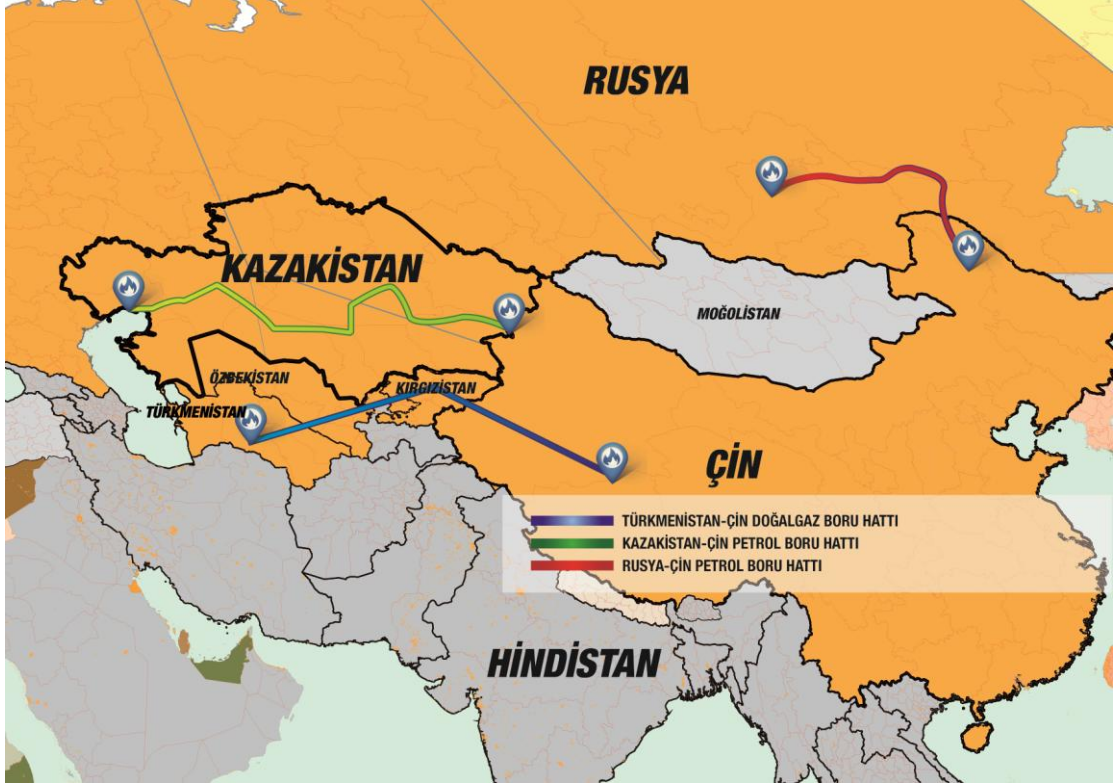 RUSYA
KAZAKİSTAN
MOĞOLİSTAN
ÖZBEKİSTAN
KIRGIZİSTAN
TÜRKMENİSTAN
ÇİN
TÜRKMENİSTAN-ÇİN DOĞALGAZ BORU HATTI
KAZAKİSTAN-ÇİN PETROL BORU HATTI
RUSYA-ÇİN PETROL BORU HATTI
HİNDİSTAN